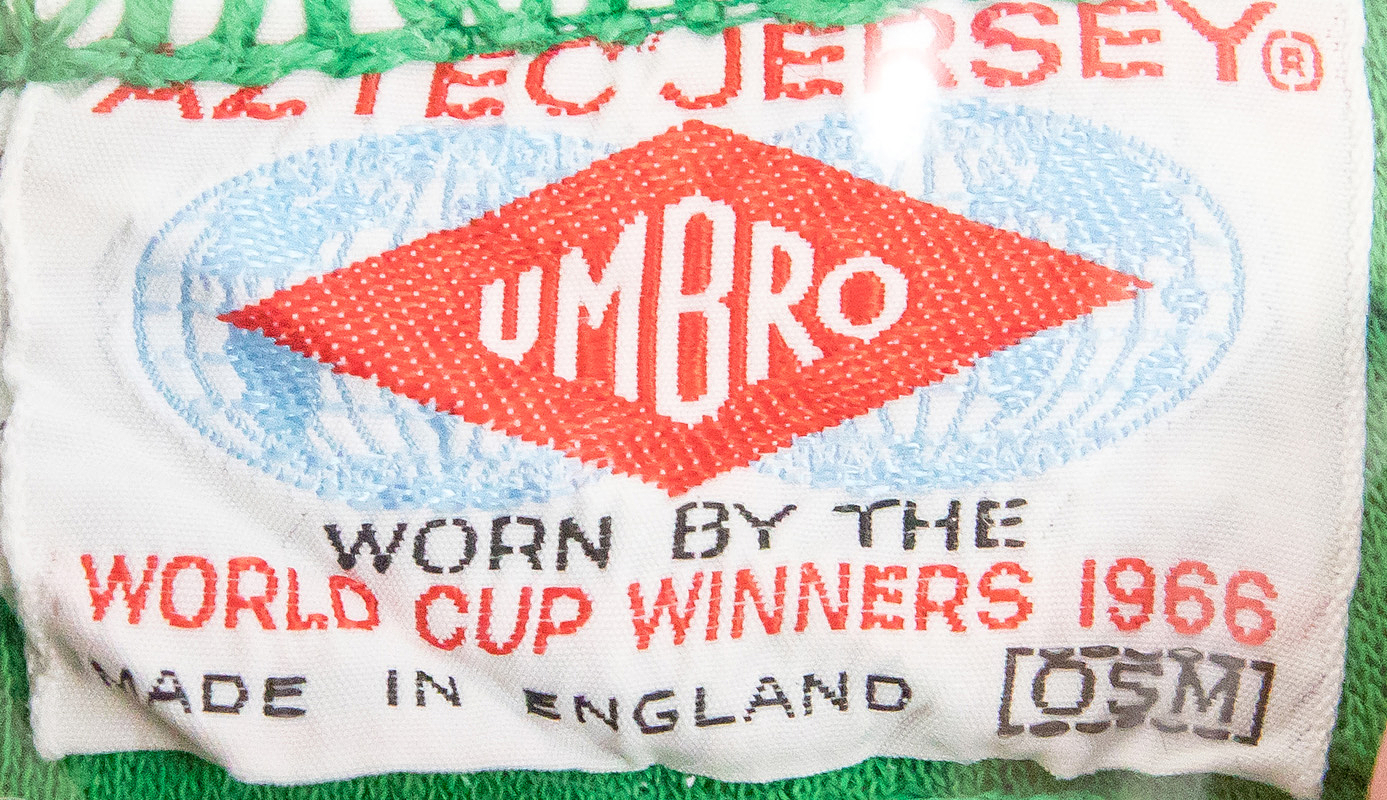 AZTEC JERSEY®
UMBRO
WORN BY THE
WORLD CUP WINNERS 1966
MADE IN ENGLAND [OSM]